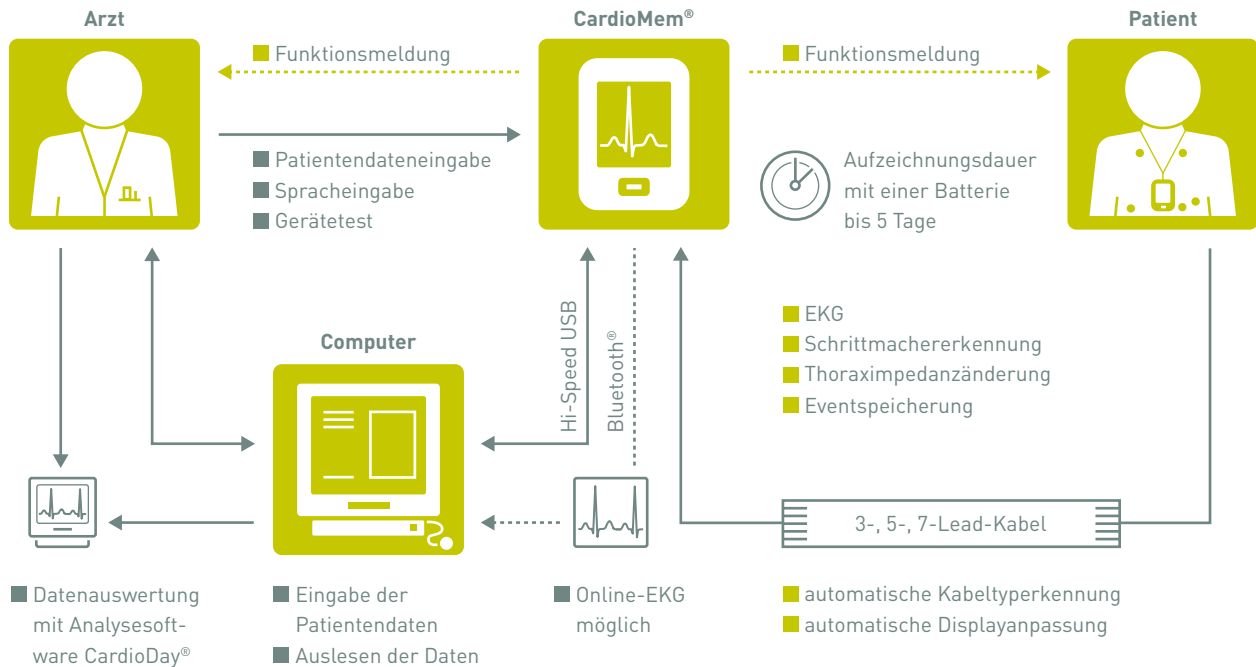 Arzt
CardioMem®
Patient
Funktionsmeldung
Funktionsmeldung
Patientendateneingabe
Spracheingabe
Gerätetest
Aufzeichnungsdauer
mit einer Batterie
bis 5 Tage
Computer
Hi-Speed USB
Bluetooth®
EKG
Schrittmachererkennung
Thoraximpedanzänderung
Eventspeicherung
3-, 5-, 7-Lead-Kabel
Datenauswertung
mit Analysesoft-
ware CardioDay®
Eingabe der
Patientendaten
Auslesen der Daten
Online-EKG
möglich
automatische Kabeltyperkennung
automatische Displayanpassung